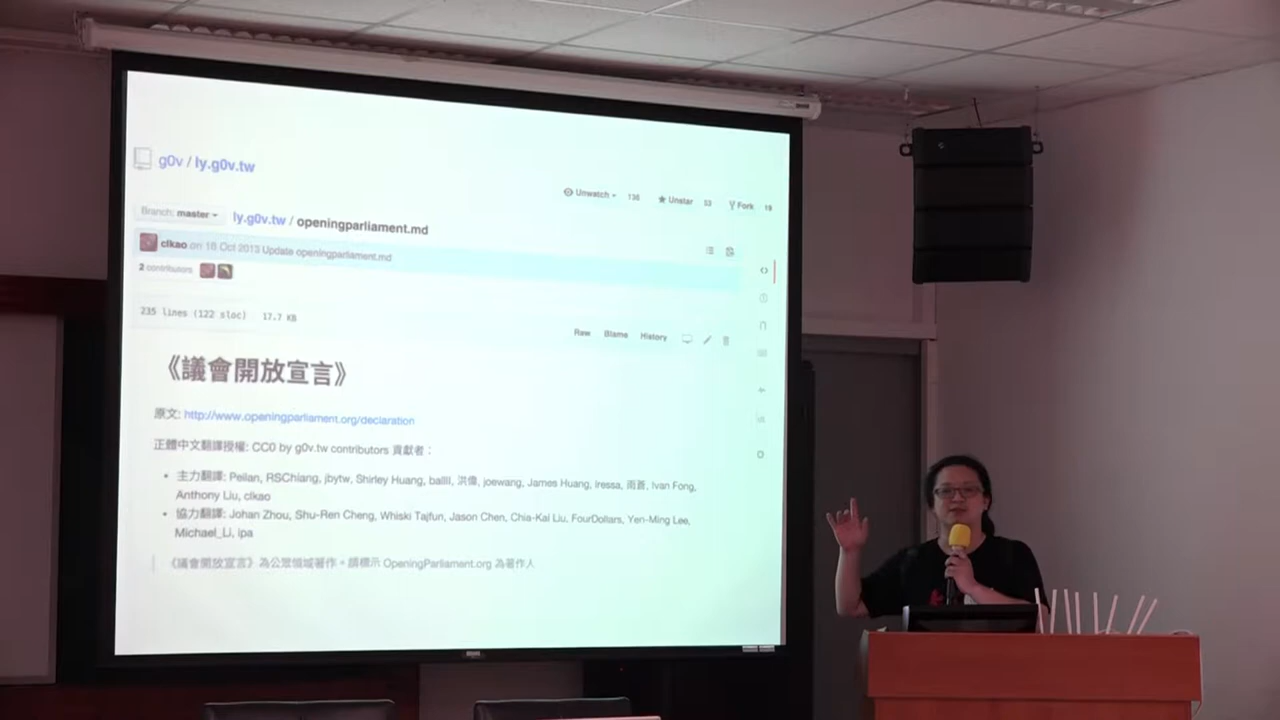 g0v / ly.g0v.tw
Unwatch 136 Unstar 53 Fork 19
Branch: master ly.g0v.tw / openingparliament.md
clkao on 16 Oct 2013 Update openingparliament.md
2 contributors
235 lines (122 sloc) 17.7 KB
Raw Blame History
《議會開放宣言》
原文: http://www.openingparliament.org/declaration
正體中文翻譯授權: CC0 by g0v.tw contributors 貢獻者：
主力翻譯: Peilan, RSChiang, jbytw, Shirley Huang, ballII, 洪偉, joewang, James Huang, iressa, 雨蒼, Ivan Fong,
Anthony Liu, clkao
協力翻譯: Johan Zhou, Shu-Ren Cheng, Whiski Tajfun, Jason Chen, Chia-Kai Liu, FourDollars, Yen-Ming Lee,
Michael_Li, ipa
《議會開放宣言》為公眾領域著作。請標示 OpeningParliament.org 為著作人